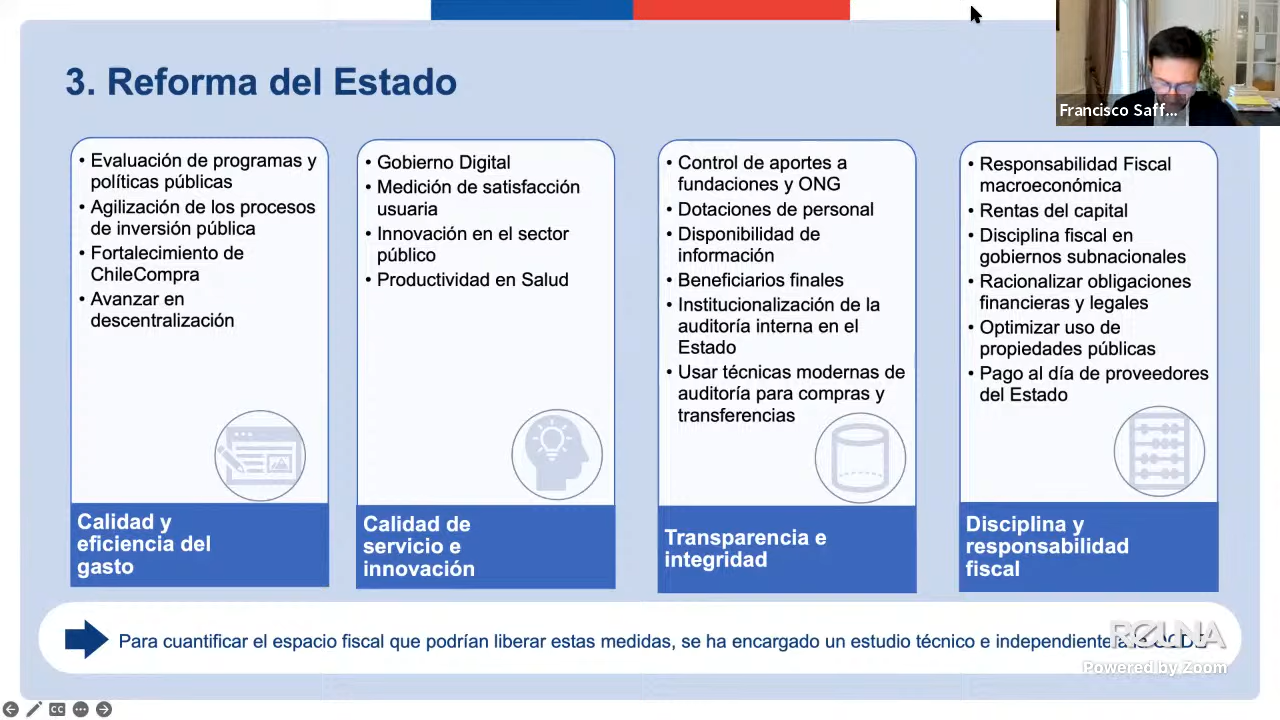 3. Reforma del Estado
Francisco Saff...
• Evaluación de programas y
políticas públicas
• Agilización de los procesos
de inversión pública
• Fortalecimiento de
ChileCompra
• Avanzar en
descentralización
Calidad y
eficiencia del
gasto
• Gobierno Digital
• Medición de satisfacción
usuaria
• Innovación en el sector
público
• Productividad en Salud
Calidad de
servicio e
innovación
• Control de aportes a
fundaciones y ONG
• Dotaciones de personal
• Disponibilidad de
información
• Beneficiarios finales
• Institucionalización de la
auditoría interna en el
Estado
• Usar técnicas modernas de
auditoría para compras y
transferencias
Transparencia e
integridad
• Responsabilidad Fiscal
macroeconómica
• Rentas del capital
• Disciplina fiscal en
gobiernos subnacionales
• Racionalizar obligaciones
financieras y legales
• Optimizar uso de
propiedades públicas
• Pago al día de proveedores
del Estado
Disciplina y
responsabilidad
fiscal
Para cuantificar el espacio fiscal que podrían liberar estas medidas, se ha encargado un estudio técnico e independiente
Powered by Zoom
CC